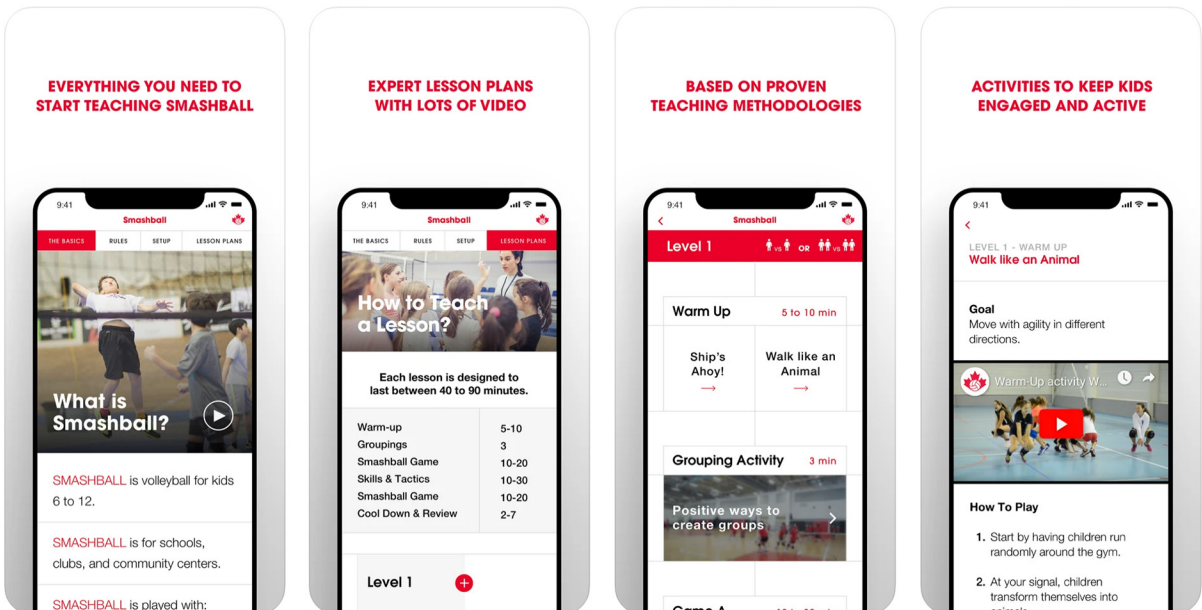 EVERYTHING YOU NEED TO
START TEACHING SMASHBALL
9:41
Smashball
THE BASICS
RULES
SETUP
LESSON PLANS
What is
Smashball?
SMASHBALL is volleyball for kids
6 to 12.
SMASHBALL is for schools,
clubs, and community centers.
SMASHBALL is played with:
EXPERT LESSON PLANS
WITH LOTS OF VIDEO
9:41
Smashball
THE BASICS
RULES
SETUP
LESSON PLANS
How to Teach
a Lesson?
Each lesson is designed to
last between 40 to 90 minutes.
Warm-up 5-10
Groupings 3
Smashball Game 10-20
Skills & Tactics 10-30
Smashball Game 10-20
Cool Down & Review 2-7
Level 1
BASED ON PROVEN
TEACHING METHODOLOGIES
9:41
Smashball
Level 1 vs OR vs
Warm Up 5 to 10 min
Ship's
Ahoy!
Walk like an
Animal
Grouping Activity 3 min
Positive ways to
create groups
ACTIVITIES TO KEEP KIDS
ENGAGED AND ACTIVE
9:41
LEVEL 1 - WARM UP
Walk like an Animal
Goal
Move with agility in different
directions.
Warm-Up activity W...
How To Play
1. Start by having children run
randomly around the gym.
2. At your signal, children
transform themselves into